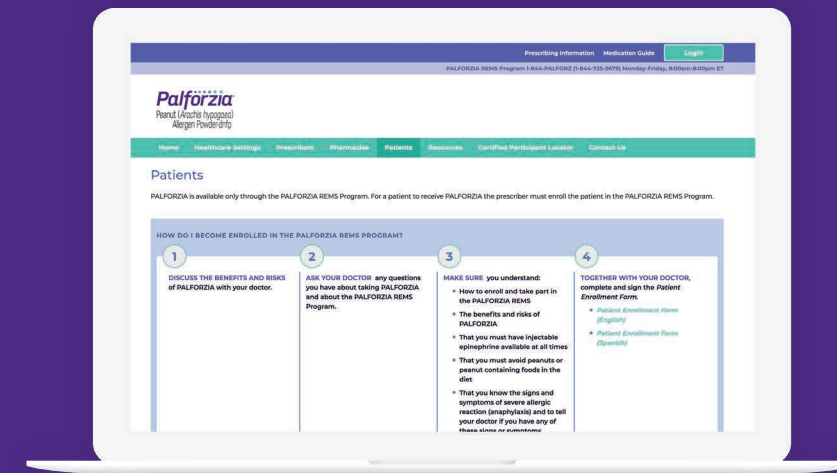 Prescribing Information Medication Guide Login
PALFORZIA REMS Program 1-844-PALFORZ (1-844-725-3679) Monday-Friday, 8:00am-8:00pm ET
Palforzia
Peanut (Arachis hypogaea)
Allergen Powder-dnfp
Home Healthcare Settings Prescribers Pharmacies Patients Resources Certified Participant Locator Contact Us
Patients
PALFORZIA is available only through the PALFORZIA REMS Program. For a patient to receive PALFORZIA the prescriber must enroll the patient in the PALFORZIA REMS Program.
HOW DO I BECOME ENROLLED IN THE PALFORZIA REMS PROGRAM?
1
DISCUSS THE BENEFITS AND RISKS
of PALFORZIA with your doctor.
2
ASK YOUR DOCTOR any questions
you have about taking PALFORZIA
and about the PALFORZIA REMS
Program.
3
MAKE SURE you understand:
• How to enroll and take part in
the PALFORZIA REMS
• The benefits and risks of
PALFORZIA
• That you must have injectable
epinephrine available at all times
• That you must avoid peanuts or
peanut containing foods in the
diet
• That you know the signs and
symptoms of severe allergic
reaction (anaphylaxis) and to tell
your doctor if you have any of
these signs or symptoms
4
TOGETHER WITH YOUR DOCTOR,
complete and sign the Patient
Enrollment Form.
• Patient Enrollment Form
(English)
• Patient Enrollment Form
(Spanish)